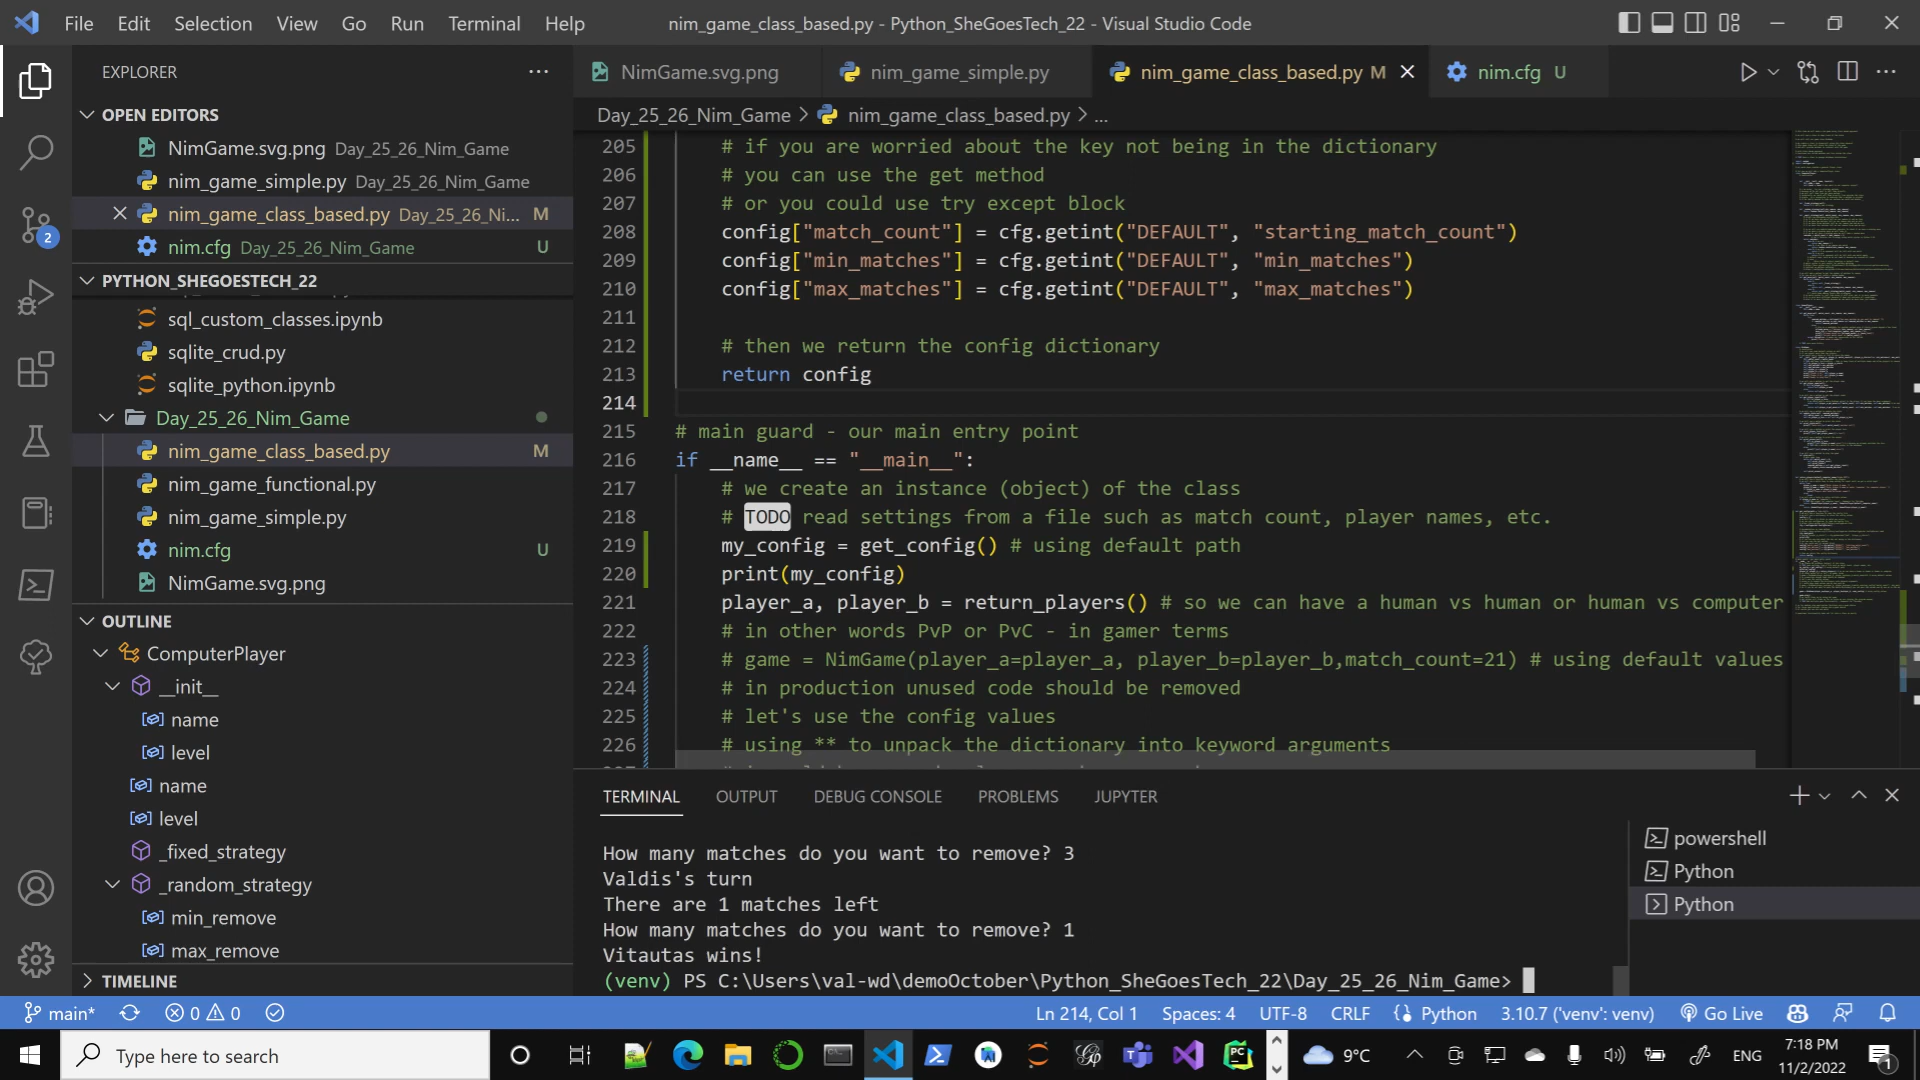 File Edit Selection View Go Run Terminal Help
nim_game_class_based.py - Python_SheGoesTech_22 - Visual Studio Code
EXPLORER
OPEN EDITORS
NimGame.svg.png Day_25_26_Nim_Game
nim_game_simple.py Day_25_26_Nim_Game
nim_game_class_based.py Day_25_26_Ni... M
nim.cfg Day_25_26_Nim_Game U
PYTHON_SHEGOESTECH_22
sql_custom_classes.ipynb
sqlite_crud.py
sqlite_python.ipynb
Day_25_26_Nim_Game
nim_game_class_based.py M
nim_game_functional.py
nim_game_simple.py
nim.cfg U
NimGame.svg.png
OUTLINE
ComputerPlayer
__init__
name
level
name
level
_fixed_strategy
_random_strategy
min_remove
max_remove
TIMELINE
2
NimGame.svg.png nim_game_simple.py nim_game_class_based.py M nim.cfg U
Day_25_26_Nim_Game > nim_game_class_based.py > ...
205 # if you are worried about the key not being in the dictionary
206 # you can use the get method
207 # or you could use try except block
208 config["match_count"] = cfg.getint("DEFAULT", "starting_match_count")
209 config["min_matches"] = cfg.getint("DEFAULT", "min_matches")
210 config["max_matches"] = cfg.getint("DEFAULT", "max_matches")
211
212 # then we return the config dictionary
213 return config
214
215 # main guard - our main entry point
216 if __name__ == "__main__":
217 # we create an instance (object) of the class
218 # TODO read settings from a file such as match count, player names, etc.
219 my_config = get_config() # using default path
220 print(my_config)
221 player_a, player_b = return_players() # so we can have a human vs human or human vs computer
222 # in other words PvP or PvC - in gamer terms
223 # game = NimGame(player_a=player_a, player_b=player_b,match_count=21) # using default values
224 # in production unused code should be removed
225 # let's use the config values
226 # using ** to unpack the dictionary into keyword arguments
TERMINAL OUTPUT DEBUG CONSOLE PROBLEMS JUPYTER
How many matches do you want to remove? 3
Valdis's turn
There are 1 matches left
How many matches do you want to remove? 1
Vitautas wins!
(venv) PS C:\Users\val-wd\demoOctober\Python_SheGoesTech_22\Day_25_26_Nim_Game>
powershell
Python
Python
main* 0 0 Ln 214, Col 1 Spaces: 4 UTF-8 CRLF Python 3.10.7 ('venv': venv) Go Live
Type here to search
9°C ENG 7:18 PM
11/2/2022
1